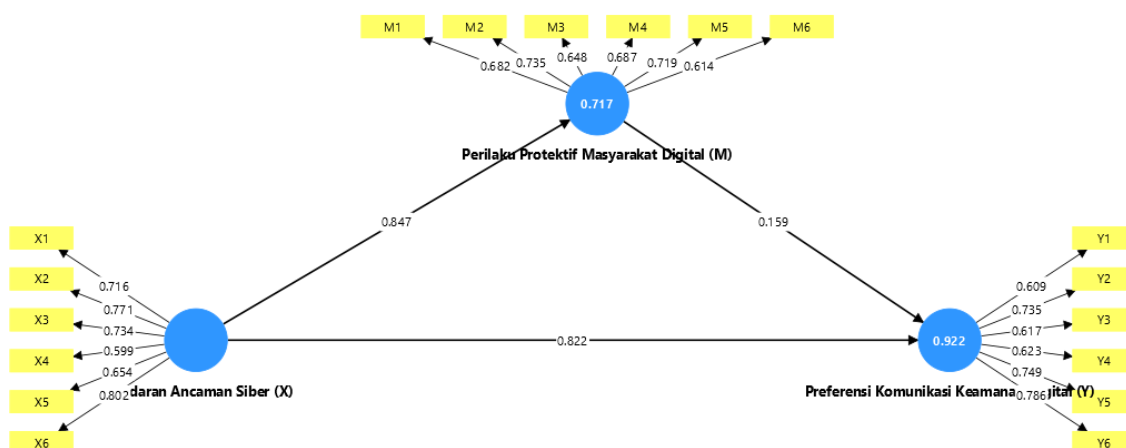 M1
M2
M3
M4
M5
M6
0.682
0.735
0.648
0.687
0.719
0.614
0.717
Perilaku Protektif Masyarakat Digital (M)
0.847
0.159
X1
X2
X3
X4
X5
X6
0.716
0.771
0.734
0.599
0.654
0.802
daran Ancaman Siber (X)
0.822
0.922
Preferensi Komunikasi Keamana gital (Y)
Y1
Y2
Y3
Y4
Y5
Y6
0.609
0.735
0.617
0.623
0.749
0.786